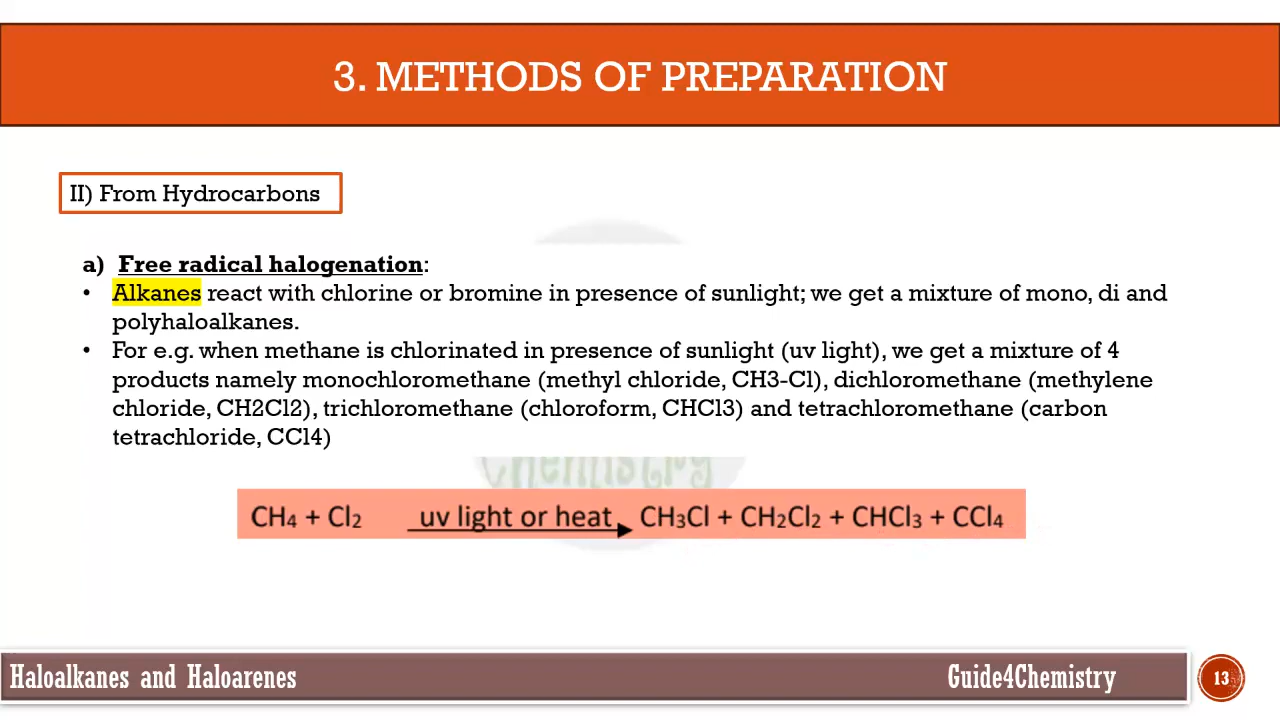 3. METHODS OF PREPARATION
II) From Hydrocarbons
a) Free radical halogenation:
• Alkanes react with chlorine or bromine in presence of sunlight; we get a mixture of mono, di and
polyhaloalkanes.
• For e.g. when methane is chlorinated in presence of sunlight (uv light), we get a mixture of 4
products namely monochloromethane (methyl chloride, CH3-Cl), dichloromethane (methylene
chloride, CH2Cl2), trichloromethane (chloroform, CHCl3) and tetrachloromethane (carbon
tetrachloride, CCl4)
Chemistry
CH₄ + Cl₂ uv light or heat CH₃Cl + CH₂Cl₂ + CHCl₃ + CCl₄
Haloalkanes and Haloarenes Guide4Chemistry 13